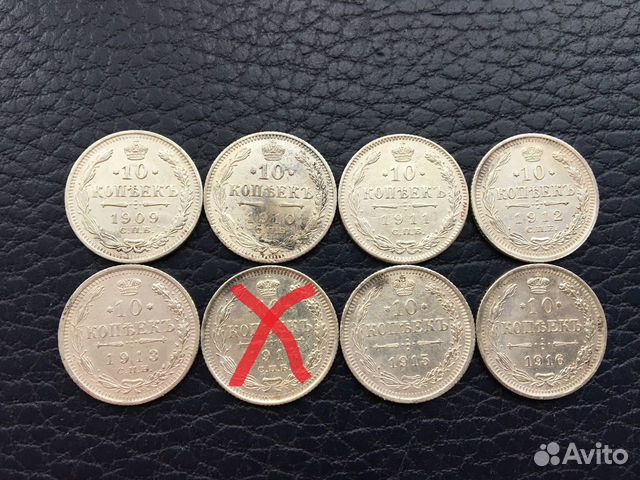 ·10·
КОПѢЕКЪ
1909
С.П.Б.
·10·
КОПѢЕКЪ
1910
С.П.Б.
·10·
КОПѢЕКЪ
1911
С.П.Б.
·10·
КОПѢЕКЪ
1912
С.П.Б.
·10·
КОПѢЕКЪ
1913
С.П.Б.
С.П.Б.
·10·
КОПѢЕКЪ
1915
·10·
КОПѢЕКЪ
1916
Avito